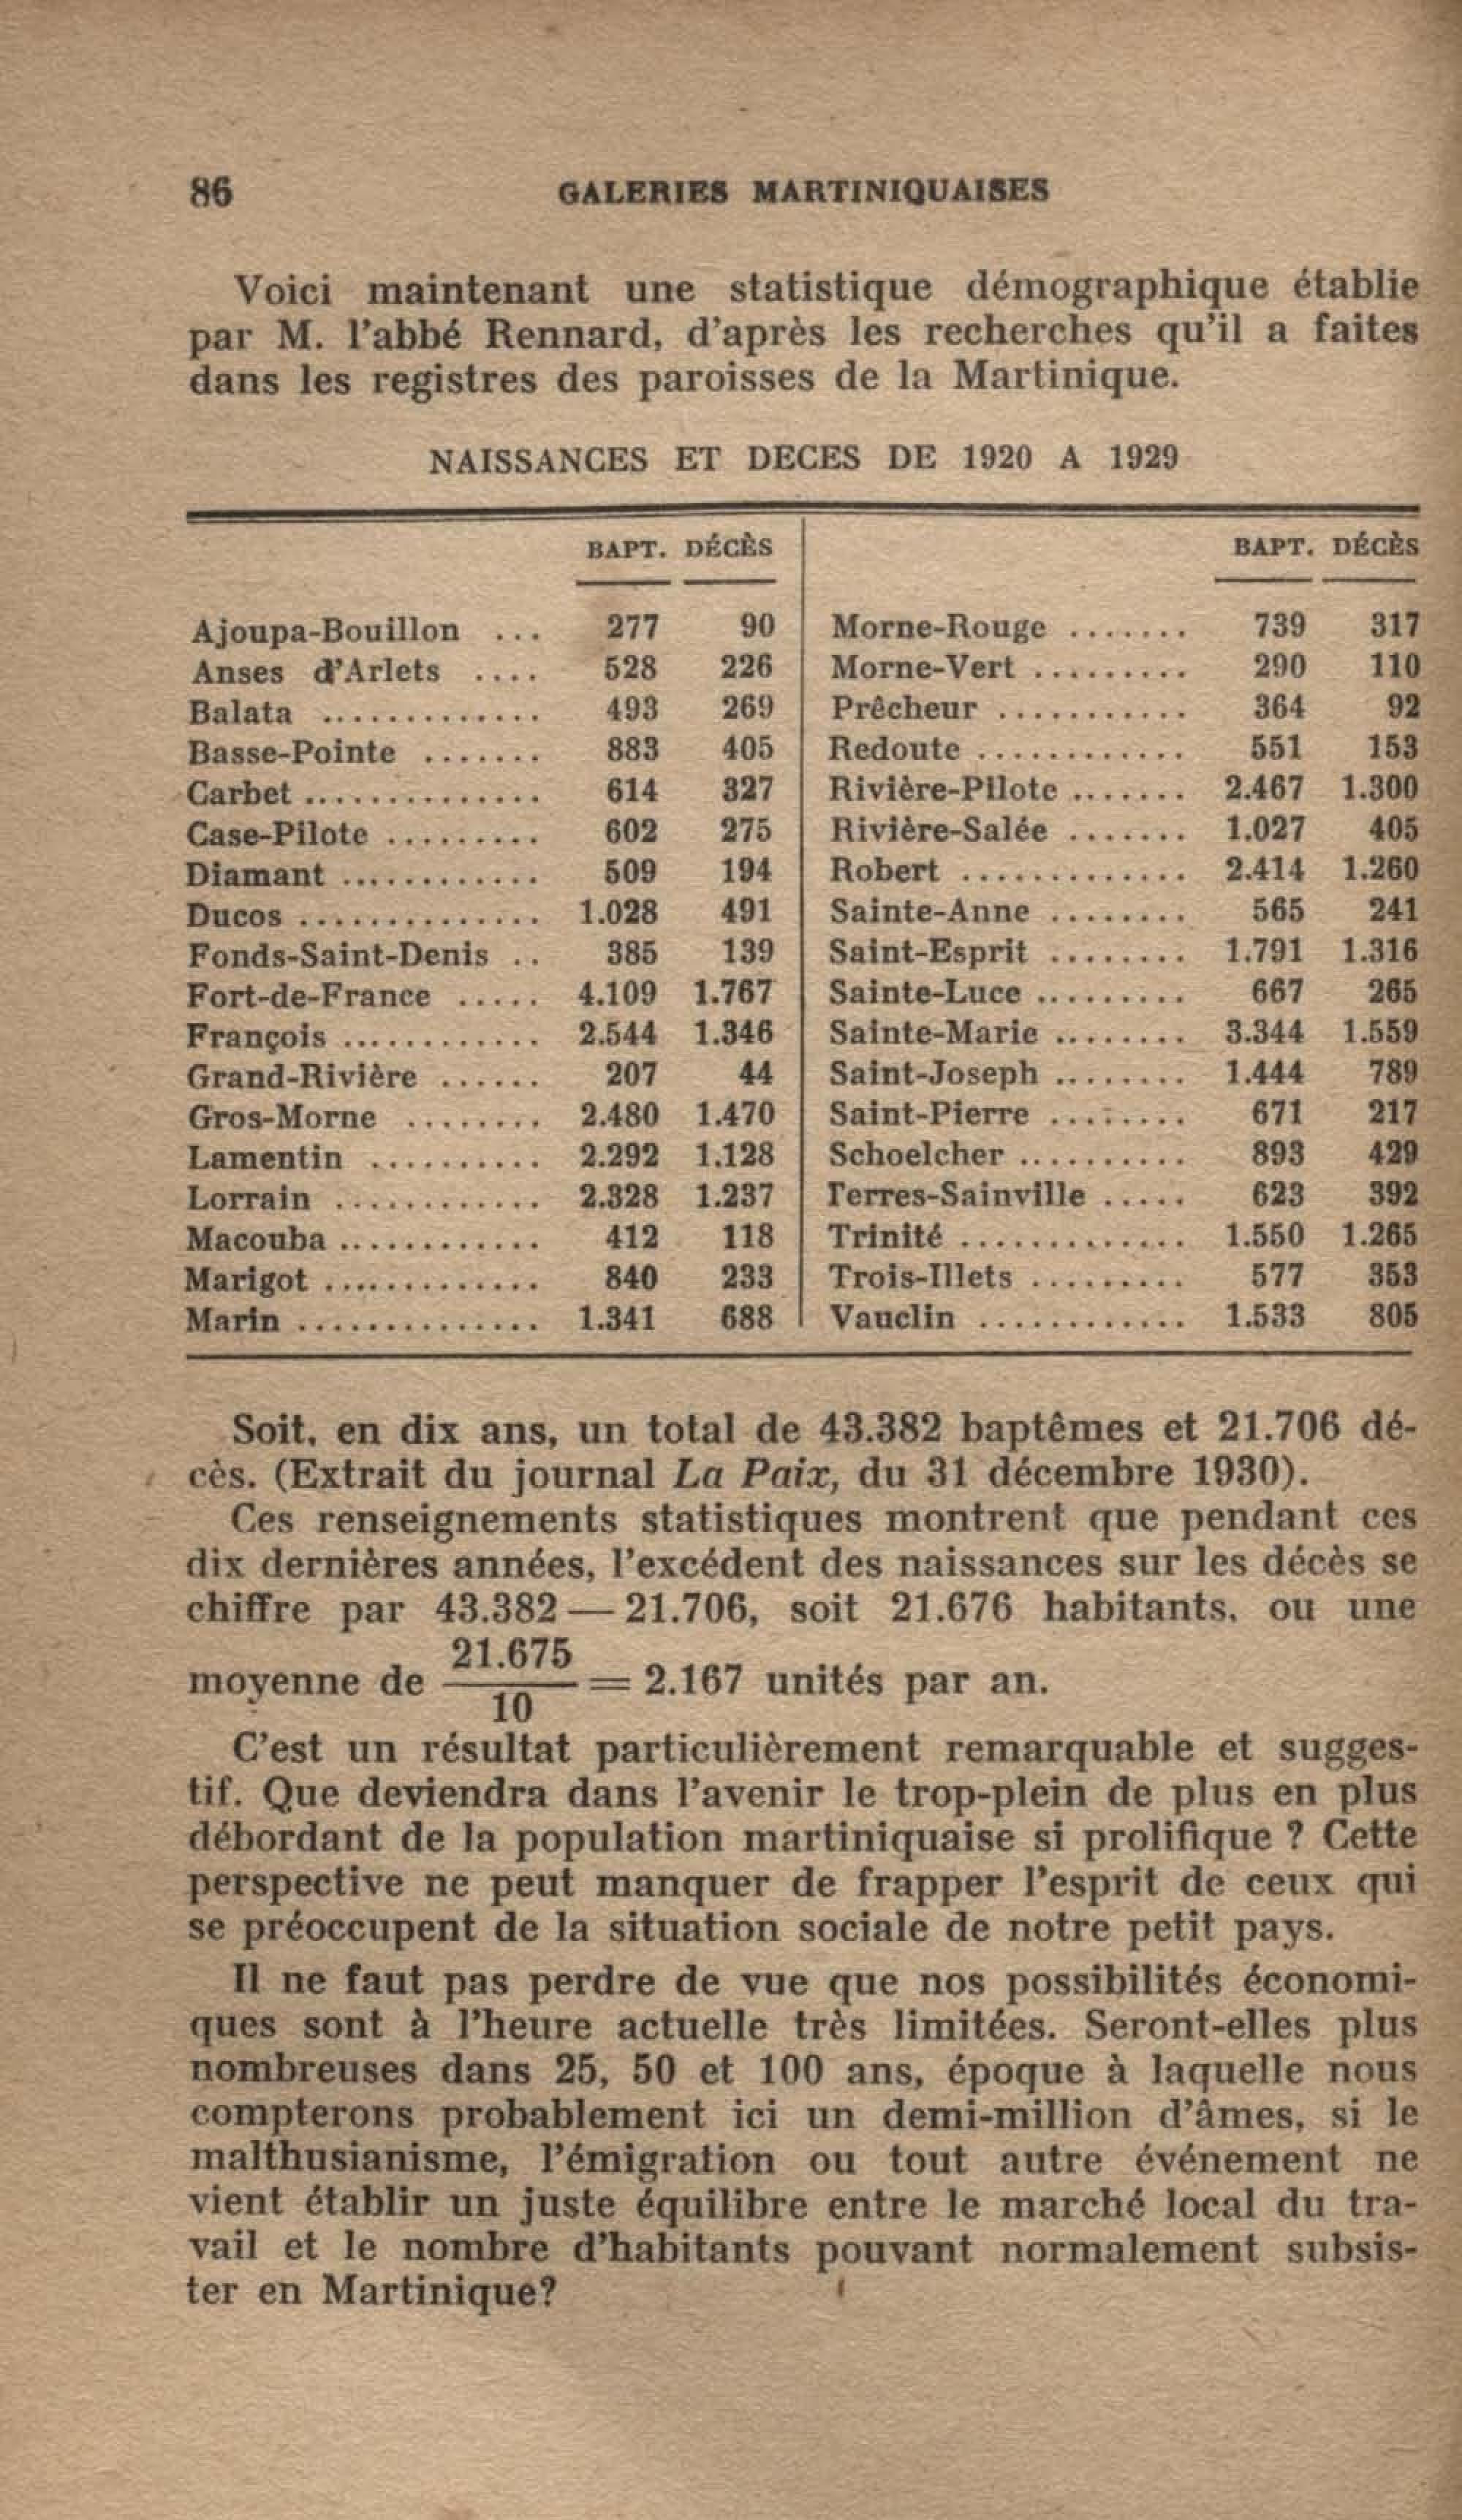 86 GALERIES MARTINIQUAISES
Voici maintenant une statistique démographique établie
par M. l'abbé Rennard, d'après les recherches qu'il a faites
dans les registres des paroisses de la Martinique.
NAISSANCES ET DECES DE 1920 A 1929
BAPT. DÉCÈS BAPT. DÉCÈS
Ajoupa-Bouillon ... 277 90 Morne-Rouge ....... 739 317
Anses d'Arlets .... 528 226 Morne-Vert ......... 290 110
Balata ............. 493 269 Prêcheur ........... 364 92
Basse-Pointe ....... 883 405 Redoute ............ 551 153
Carbet .............. 614 327 Rivière-Pilote ....... 2.467 1.300
Case-Pilote ......... 602 275 Rivière-Salée ....... 1.027 405
Diamant ............ 509 194 Robert ............. 2.414 1.260
Ducos .............. 1.028 491 Sainte-Anne ........ 565 241
Fonds-Saint-Denis .. 385 139 Saint-Esprit ........ 1.791 1.316
Fort-de-France ..... 4.109 1.767 Sainte-Luce ......... 667 265
François ............ 2.544 1.346 Sainte-Marie ........ 3.344 1.559
Grand-Rivière ...... 207 44 Saint-Joseph ........ 1.444 789
Gros-Morne ........ 2.480 1.470 Saint-Pierre ........ 671 217
Lamentin .......... 2.292 1.128 Schoelcher .......... 893 429
Lorrain ............ 2.328 1.237 Terres-Sainville ..... 623 392
Macouba ............ 412 118 Trinité ............. 1.550 1.265
Marigot ............. 840 233 Trois-Illets ......... 577 353
Marin .............. 1.341 688 Vauclin ............ 1.533 805
Soit, en dix ans, un total de 43.382 baptêmes et 21.706 dé-
cès. (Extrait du journal La Paix, du 31 décembre 1930).
Ces renseignements statistiques montrent que pendant ces
dix dernières années, l'excédent des naissances sur les décès se
chiffre par 43.382 — 21.706, soit 21.676 habitants, ou une
moyenne de 21.675/10 = 2.167 unités par an.
C'est un résultat particulièrement remarquable et sugges-
tif. Que deviendra dans l'avenir le trop-plein de plus en plus
débordant de la population martiniquaise si prolifique ? Cette
perspective ne peut manquer de frapper l'esprit de ceux qui
se préoccupent de la situation sociale de notre petit pays.
Il ne faut pas perdre de vue que nos possibilités économi-
ques sont à l'heure actuelle très limitées. Seront-elles plus
nombreuses dans 25, 50 et 100 ans, époque à laquelle nous
compterons probablement ici un demi-million d'âmes, si le
malthusianisme, l'émigration ou tout autre événement ne
vient établir un juste équilibre entre le marché local du tra-
vail et le nombre d'habitants pouvant normalement subsis-
ter en Martinique?